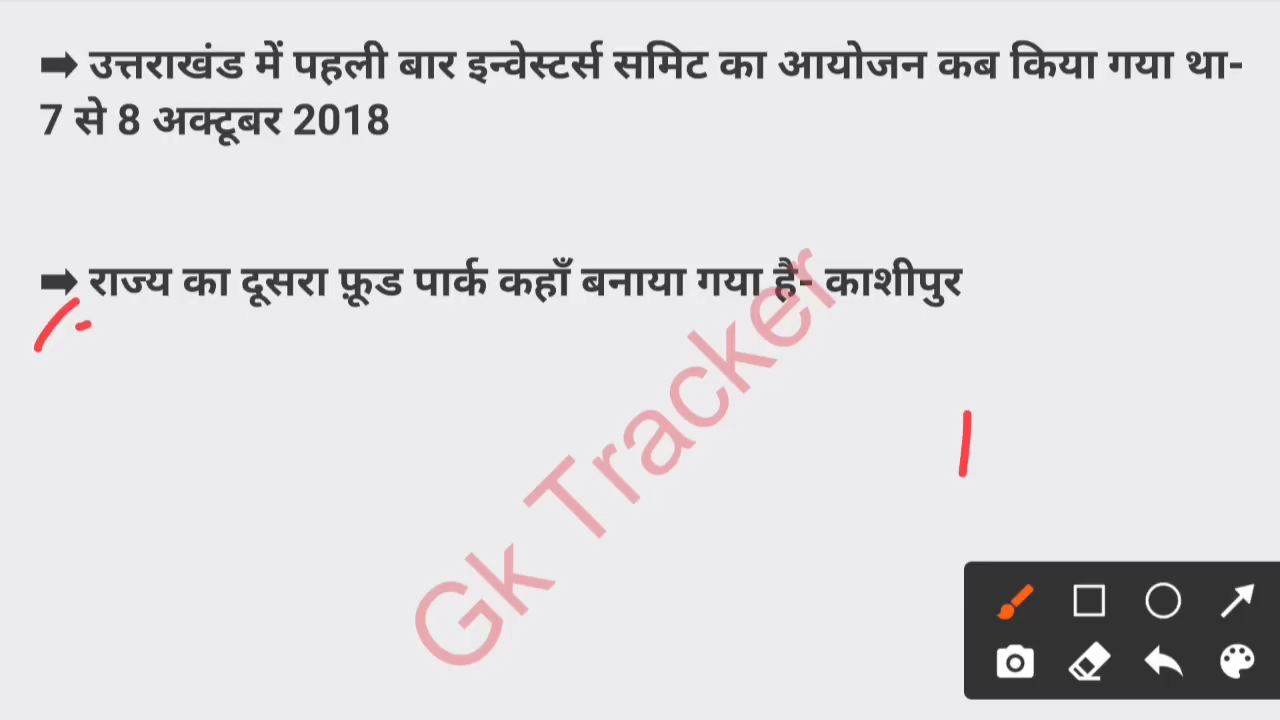 ➡ उत्तराखंड में पहली बार इन्वेस्टर्स समिट का आयोजन कब किया गया था-
7 से 8 अक्टूबर 2018
➡ राज्य का दूसरा फ़ूड पार्क कहाँ बनाया गया है- काशीपुर
Gk Tracker